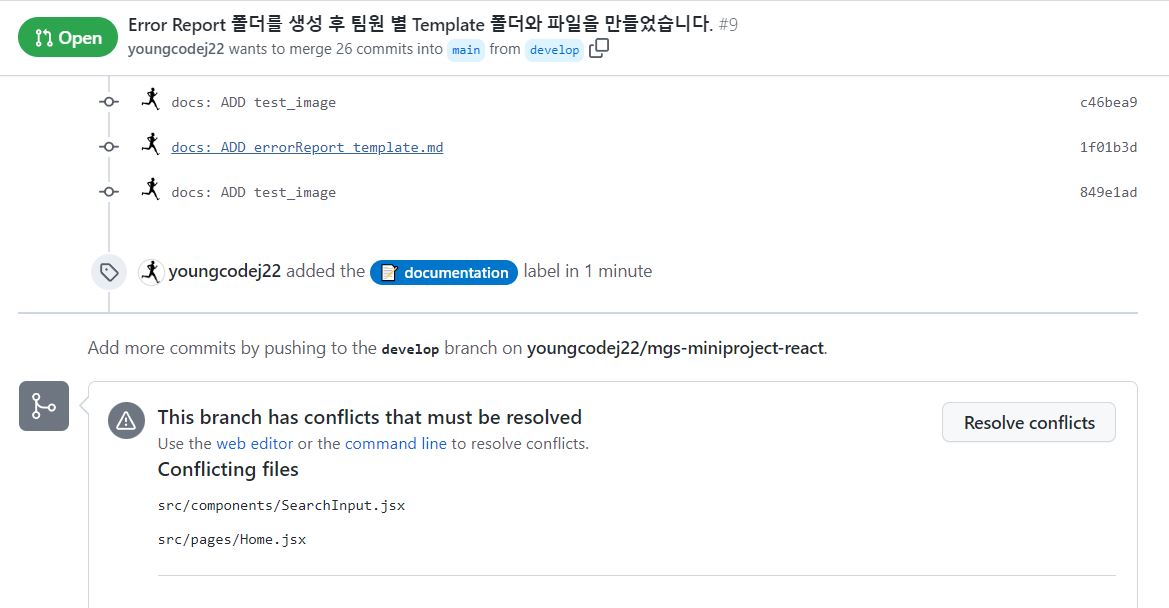 Open
Error Report 폴더를 생성 후 팀원 별 Template 폴더와 파일을 만들었습니다. #9
youngcodej22 wants to merge 26 commits into main from develop
docs: ADD test_image c46bea9
docs: ADD errorReport template.md 1f01b3d
docs: ADD test_image 849e1ad
youngcodej22 added the documentation label in 1 minute
Add more commits by pushing to the develop branch on youngcodej22/mgs-miniproject-react.
This branch has conflicts that must be resolved
Resolve conflicts
Use the web editor or the command line to resolve conflicts.
Conflicting files
src/components/SearchInput.jsx
src/pages/Home.jsx